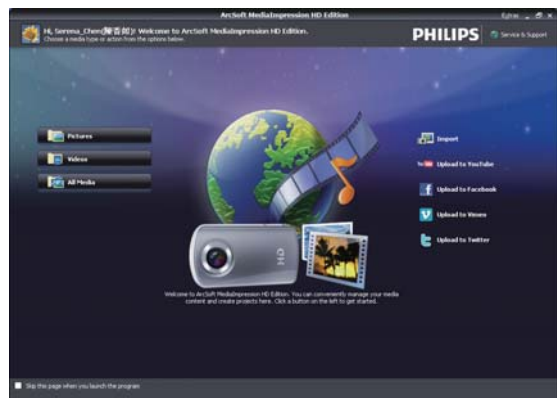 ArcSoft MediaImpression HD Edition
Extras
Hi, Serena_Chen(陳百郁)! Welcome to ArcSoft MediaImpression HD Edition.
Choose a media type or action from the options below.
PHILIPS
Service & Support
Pictures
Videos
All Media
Import
Upload to YouTube
Upload to Facebook
Upload to Vimeo
Upload to Twitter
HD
Welcome to ArcSoft MediaImpression HD Edition. You can conveniently manage your media
content and create projects here. Click a button on the left to get started.
Skip this page when you launch the program